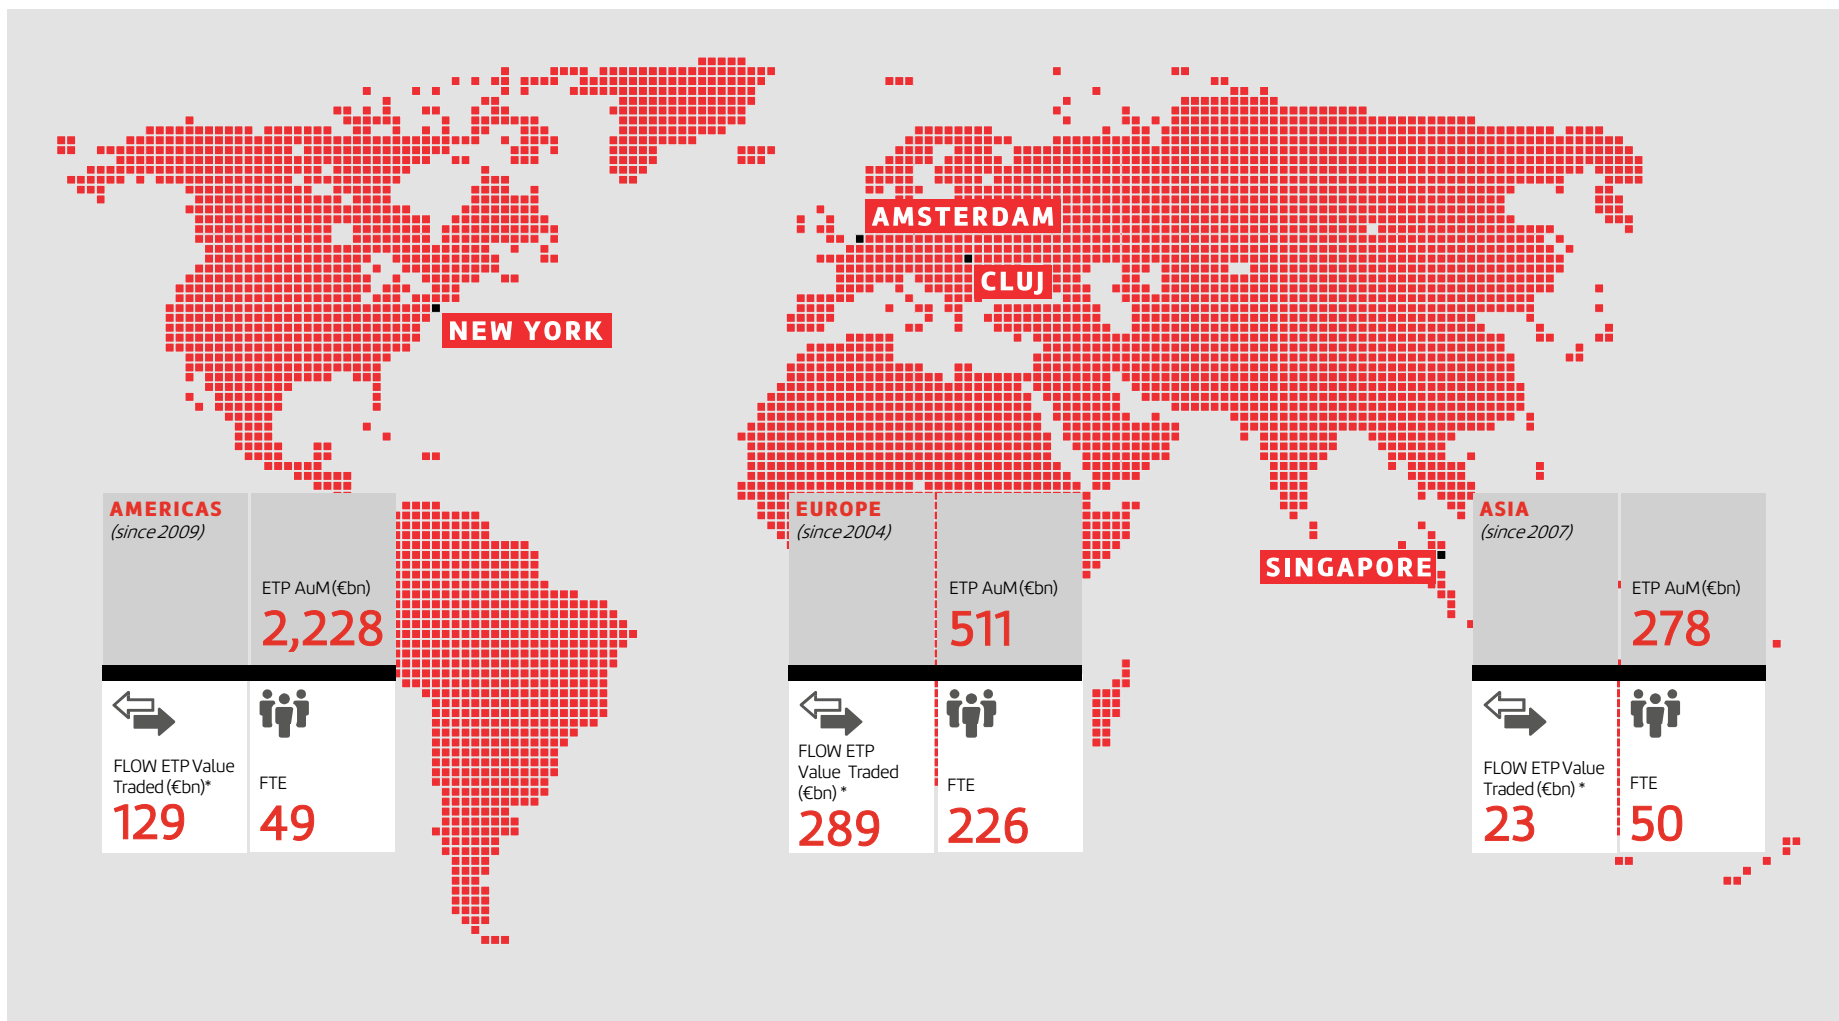 AMSTERDAM
CLUJ
NEW YORK
SINGAPORE
AMERICAS
(since 2009)
ETP AuM (€bn)
2,228
FLOW ETP Value
Traded (€bn)*
129
FTE
49
EUROPE
(since 2004)
ETP AuM (€bn)
511
FLOW ETP
Value Traded
(€bn) *
289
FTE
226
ASIA
(since 2007)
ETP AuM (€bn)
278
FLOW ETP Value
Traded (€bn) *
23
FTE
50